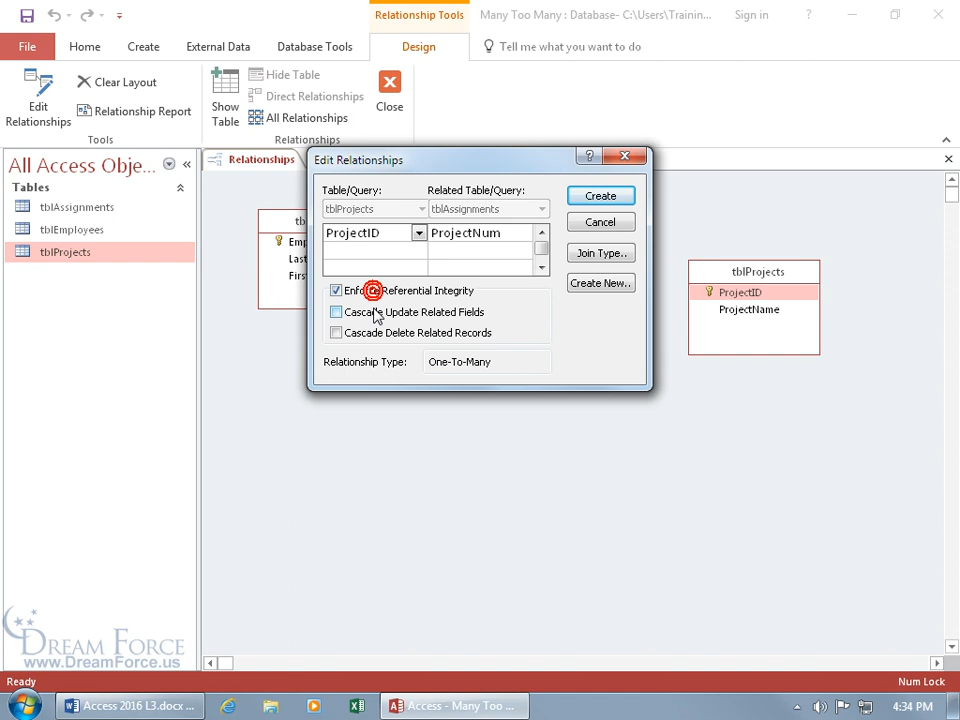 Relationship Tools
Many Too Many : Database- C:\Users\Trainin...
Sign in
?
File
Home
Create
External Data
Database Tools
Design
Tell me what you want to do
Edit Relationships
Clear Layout
Relationship Report
Tools
Show Table
Hide Table
Direct Relationships
All Relationships
Relationships
Close
All Access Obje...
Tables
tblAssignments
tblEmployees
tblProjects
Relationships
Edit Relationships
?
Table/Query:
Related Table/Query:
tblProjects
tblAssignments
ProjectID
ProjectNum
Create
Cancel
Join Type..
Create New..
Referential Integrity
Cascade Update Related Fields
Cascade Delete Related Records
Relationship Type:
One-To-Many
tblProjects
ProjectID
ProjectName
DREAM FORCE
www.DreamForce.us
Ready
Num Lock
Access 2016 L3.docx ...
Access - Many Too ...
4:34 PM